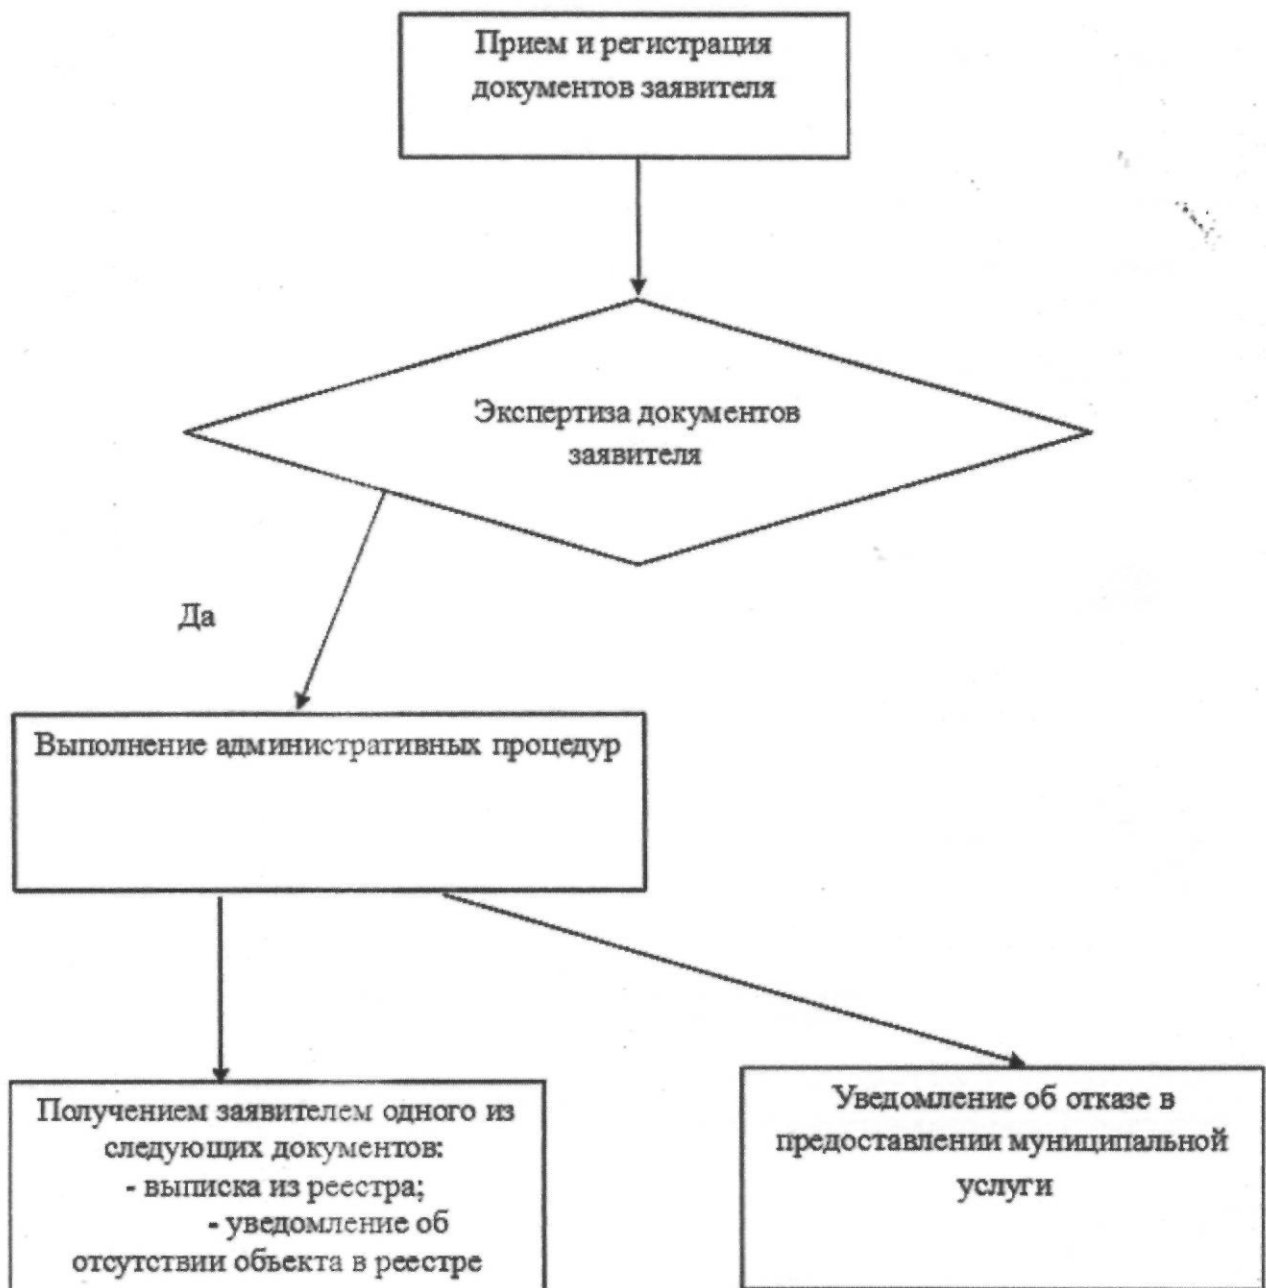 Прием и регистрация
документов заявителя
Экспертиза документов
заявителя
Да
Выполнение административных процедур
Получением заявителем одного из
следующих документов:
- выписка из реестра;
- уведомление об
отсутствии объекта в реестре
Уведомление об отказе в
предоставлении муниципальной
услуги